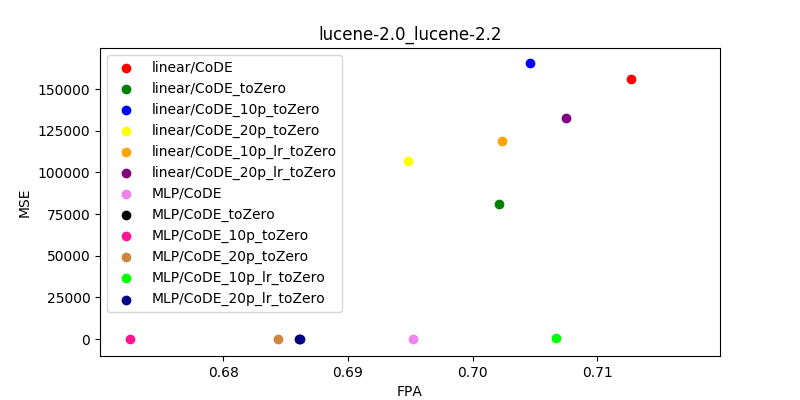 lucene-2.0_lucene-2.2
linear/CoDE
linear/CoDE_toZero
linear/CoDE_10p_toZero
linear/CoDE_20p_toZero
linear/CoDE_10p_lr_toZero
linear/CoDE_20p_lr_toZero
MLP/CoDE
MLP/CoDE_toZero
MLP/CoDE_10p_toZero
MLP/CoDE_20p_toZero
MLP/CoDE_10p_lr_toZero
MLP/CoDE_20p_lr_toZero
150000
125000
100000
75000
50000
25000
0
MSE
0.68 0.69 0.70 0.71
FPA